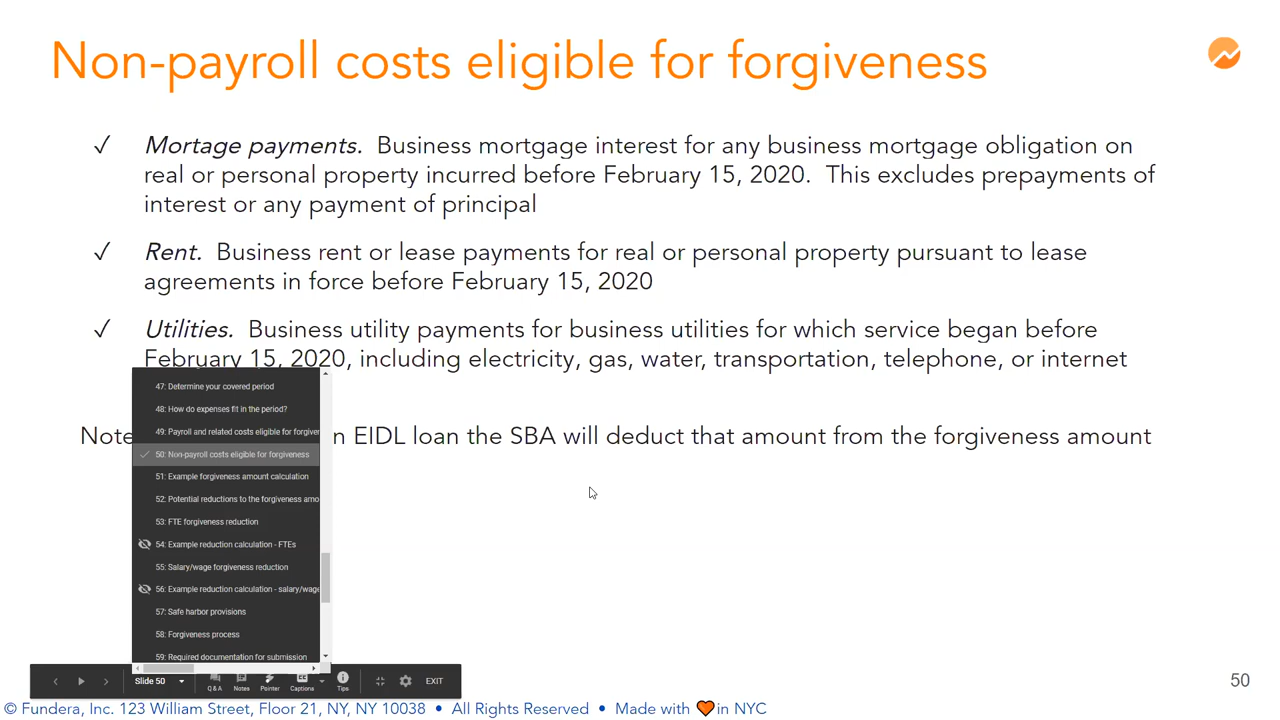 Non-payroll costs eligible for forgiveness
✓ Mortage payments. Business mortgage interest for any business mortgage obligation on
real or personal property incurred before February 15, 2020. This excludes prepayments of
interest or any payment of principal
✓ Rent. Business rent or lease payments for real or personal property pursuant to lease
agreements in force before February 15, 2020
✓ Utilities. Business utility payments for business utilities for which service began before
February 15, 2020, including electricity, gas, water, transportation, telephone, or internet
Note
n EIDL loan the SBA will deduct that amount from the forgiveness amount
47: Determine your covered period
48: How do expenses fit in the period?
49: Payroll and related costs eligible for forgiver
50: Non-payroll costs eligible for forgiveness
51: Example forgiveness amount calculation
52: Potential reductions to the forgiveness amo
53: FTE forgiveness reduction
54: Example reduction calculation - FTEs
55: Salary/wage forgiveness reduction
56: Example reduction calculation - salary/wage
57: Safe harbor provisions
58: Forgiveness process
59: Required documentation for submission
Slide 50
Q & A
Notes
Pointer
Captions
Tips
EXIT
50
© Fundera, Inc. 123 William Street, Floor 21, NY, NY 10038 • All Rights Reserved • Made with 🧡in NYC